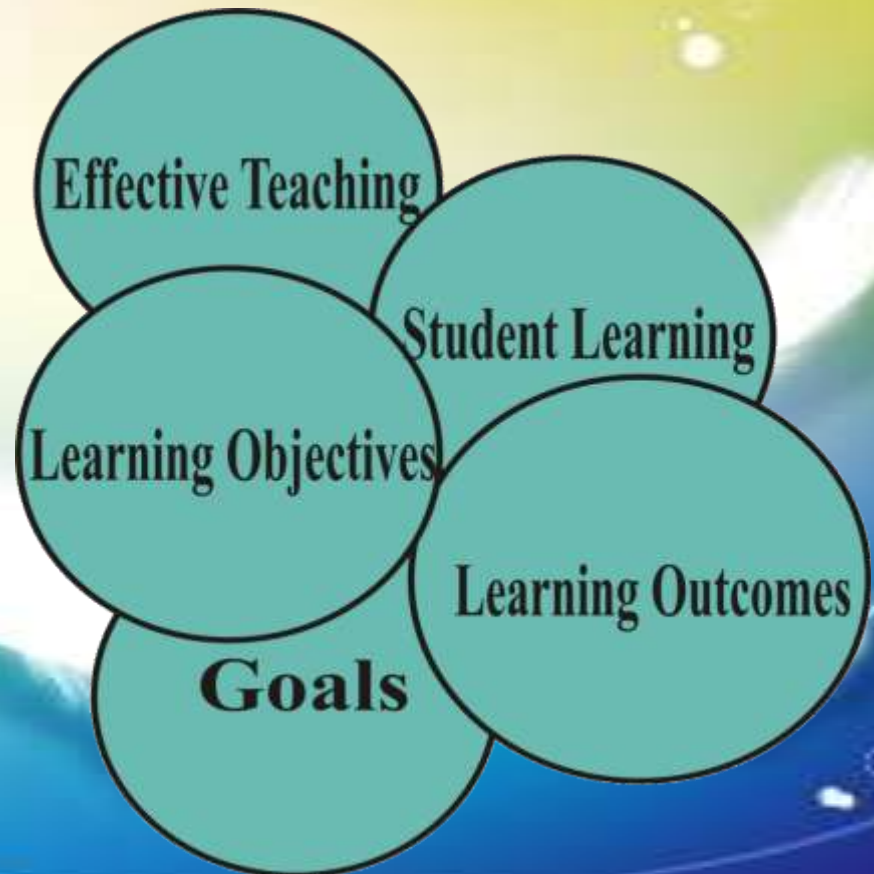 Effective Teaching
Student Learning
Learning Objectives
Learning Outcomes
Goals